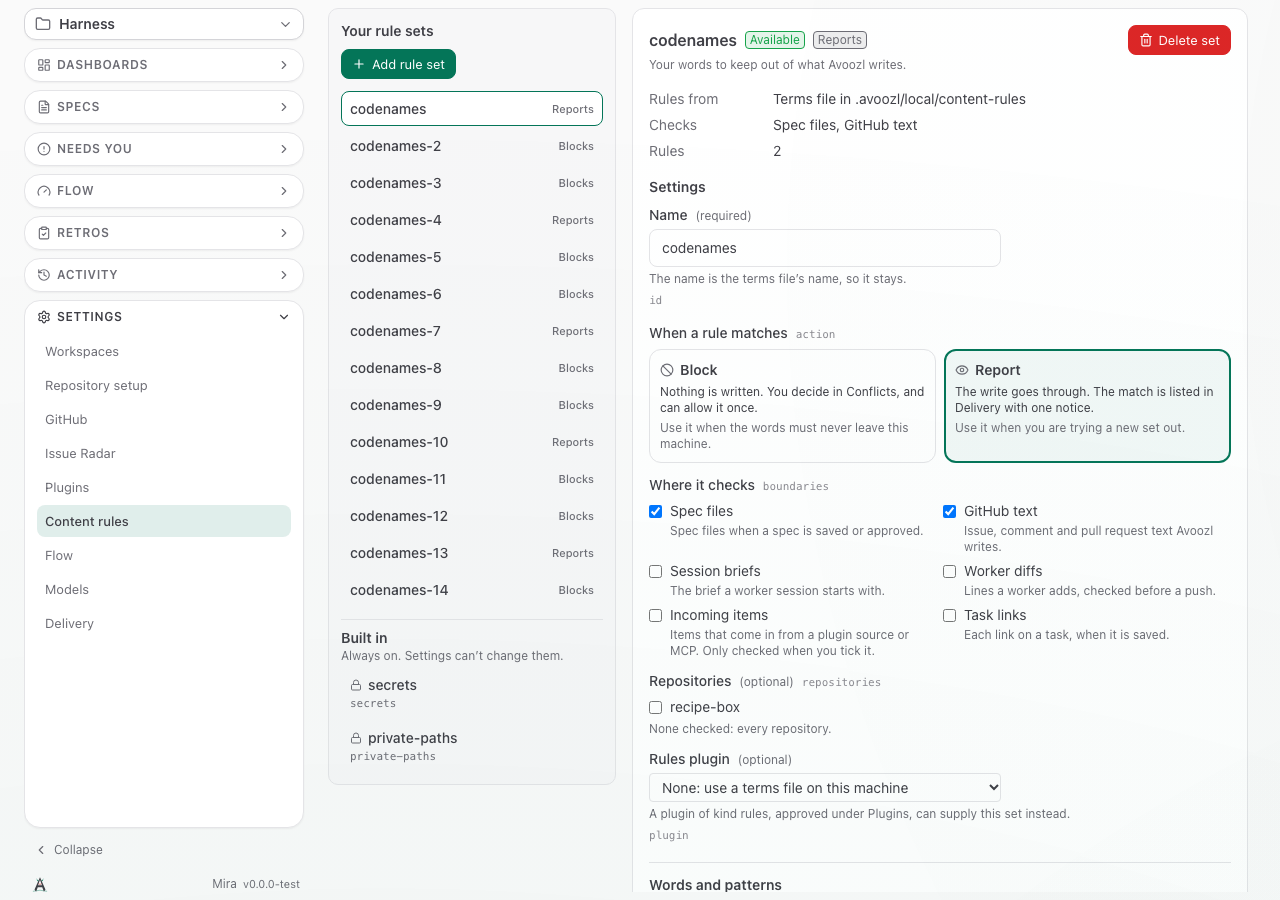 Harness
DASHBOARDS
SPECS
NEEDS YOU
FLOW
RETROS
ACTIVITY
SETTINGS
Workspaces
Repository setup
GitHub
Issue Radar
Plugins
Content rules
Flow
Models
Delivery
Collapse
Mira v0.0.0-test
Your rule sets
Add rule set
codenames Reports
codenames-2 Blocks
codenames-3 Blocks
codenames-4 Reports
codenames-5 Blocks
codenames-6 Blocks
codenames-7 Reports
codenames-8 Blocks
codenames-9 Blocks
codenames-10 Reports
codenames-11 Blocks
codenames-12 Blocks
codenames-13 Reports
codenames-14 Blocks
Built in
Always on. Settings can't change them.
secrets
secrets
private-paths
private-paths
codenames Available Reports
Delete set
Your words to keep out of what Avoozl writes.
Rules from Terms file in .avoozl/local/content-rules
Checks Spec files, GitHub text
Rules 2
Settings
Name (required)
codenames
The name is the terms file’s name, so it stays.
id
When a rule matches action
Block
Nothing is written. You decide in Conflicts, and
can allow it once.
Use it when the words must never leave this
machine.
Report
The write goes through. The match is listed in
Delivery with one notice.
Use it when you are trying a new set out.
Where it checks boundaries
Spec files
Spec files when a spec is saved or approved.
GitHub text
Issue, comment and pull request text Avoozl
writes.
Session briefs
The brief a worker session starts with.
Worker diffs
Lines a worker adds, checked before a push.
Incoming items
Items that come in from a plugin source or
MCP. Only checked when you tick it.
Task links
Each link on a task, when it is saved.
Repositories (optional) repositories
recipe-box
None checked: every repository.
Rules plugin (optional)
None: use a terms file on this machine
A plugin of kind rules, approved under Plugins, can supply this set instead.
plugin
Words and patterns